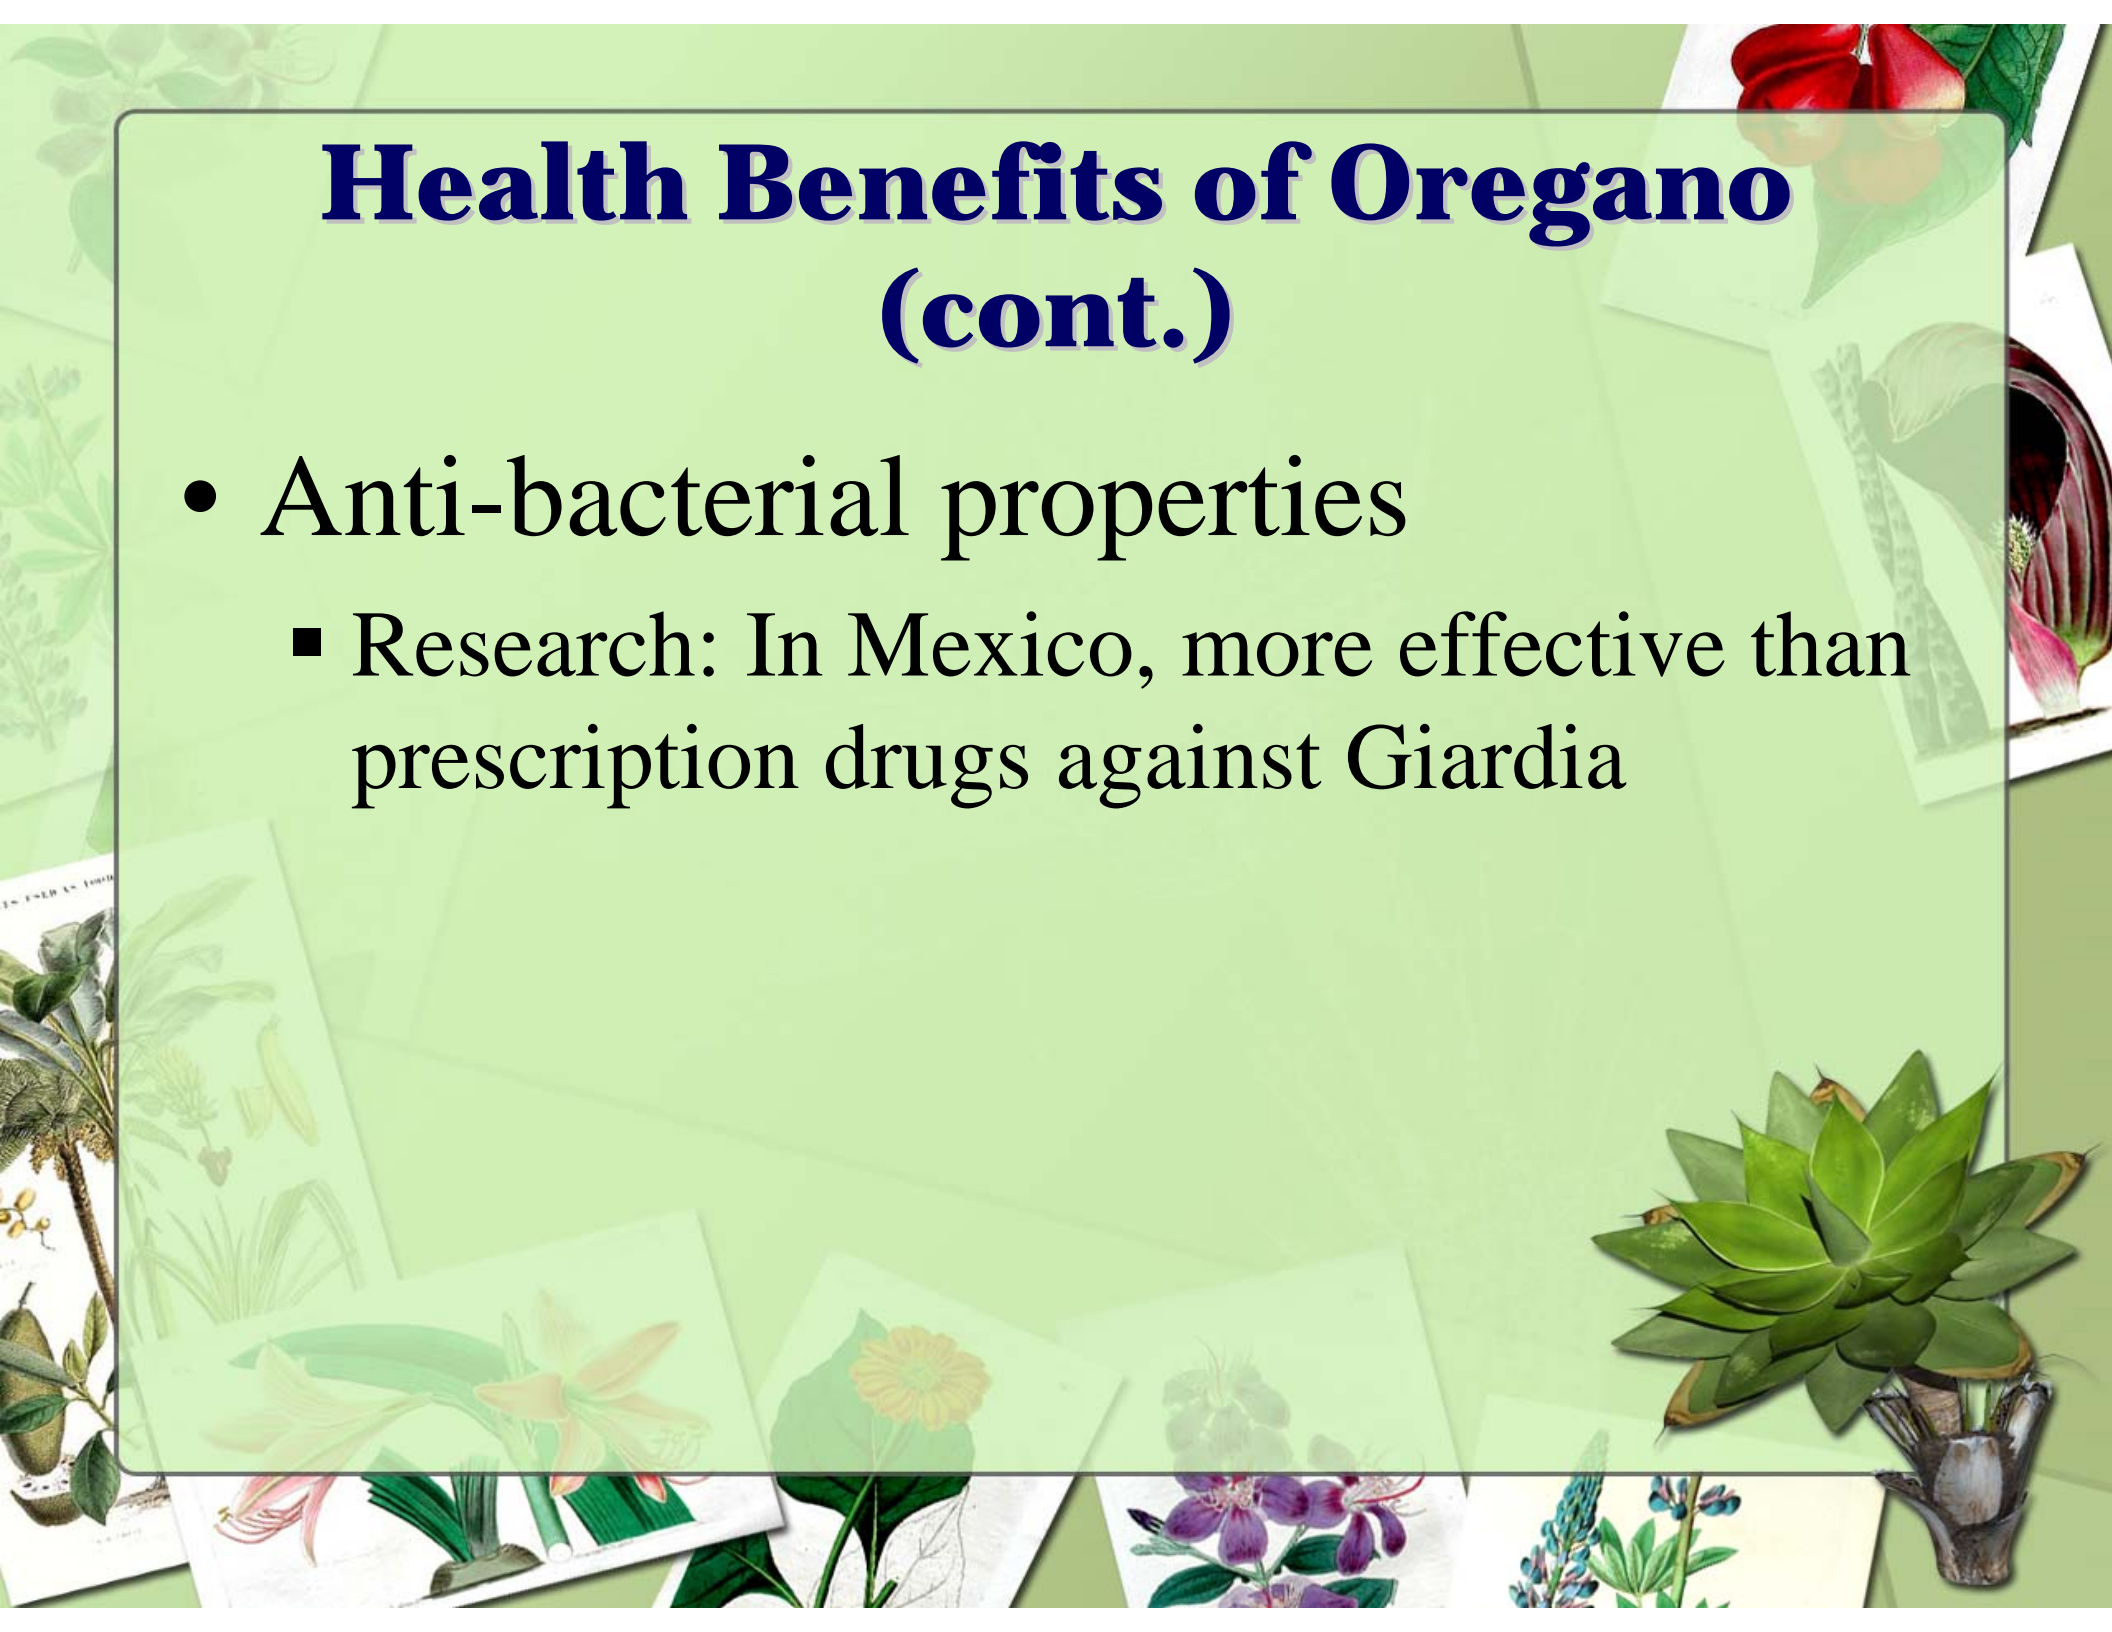 Health Benefits of Oregano
(cont.)
• Anti-bacterial properties
▪ Research: In Mexico, more effective than
prescription drugs against Giardia